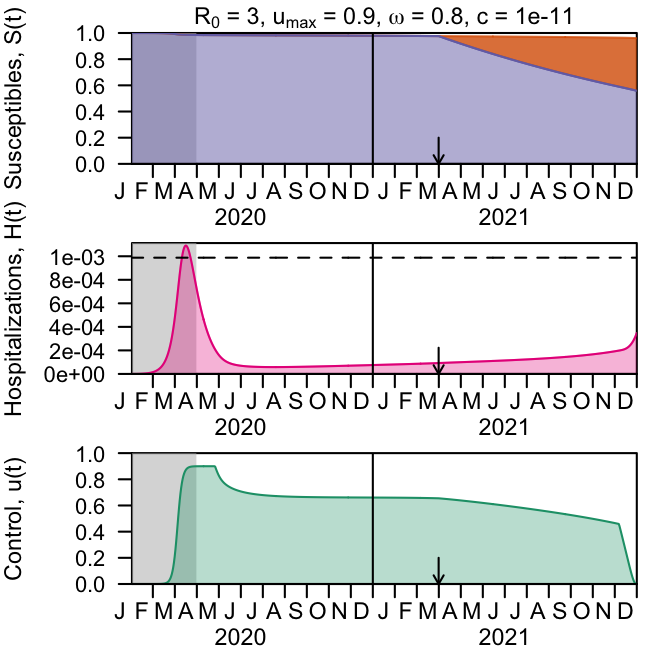 R₀ = 3, uₘₐₓ = 0.9, ω = 0.8, c = 1e-11
Susceptibles, S(t)
1.0
0.8
0.6
0.4
0.2
0.0
J F M A M J J A S O N D J F M A M J J A S O N D
2020 2021
Hospitalizations, H(t)
1e-03
8e-04
6e-04
4e-04
2e-04
0e+00
J F M A M J J A S O N D J F M A M J J A S O N D
2020 2021
Control, u(t)
1.0
0.8
0.6
0.4
0.2
0.0
J F M A M J J A S O N D J F M A M J J A S O N D
2020 2021